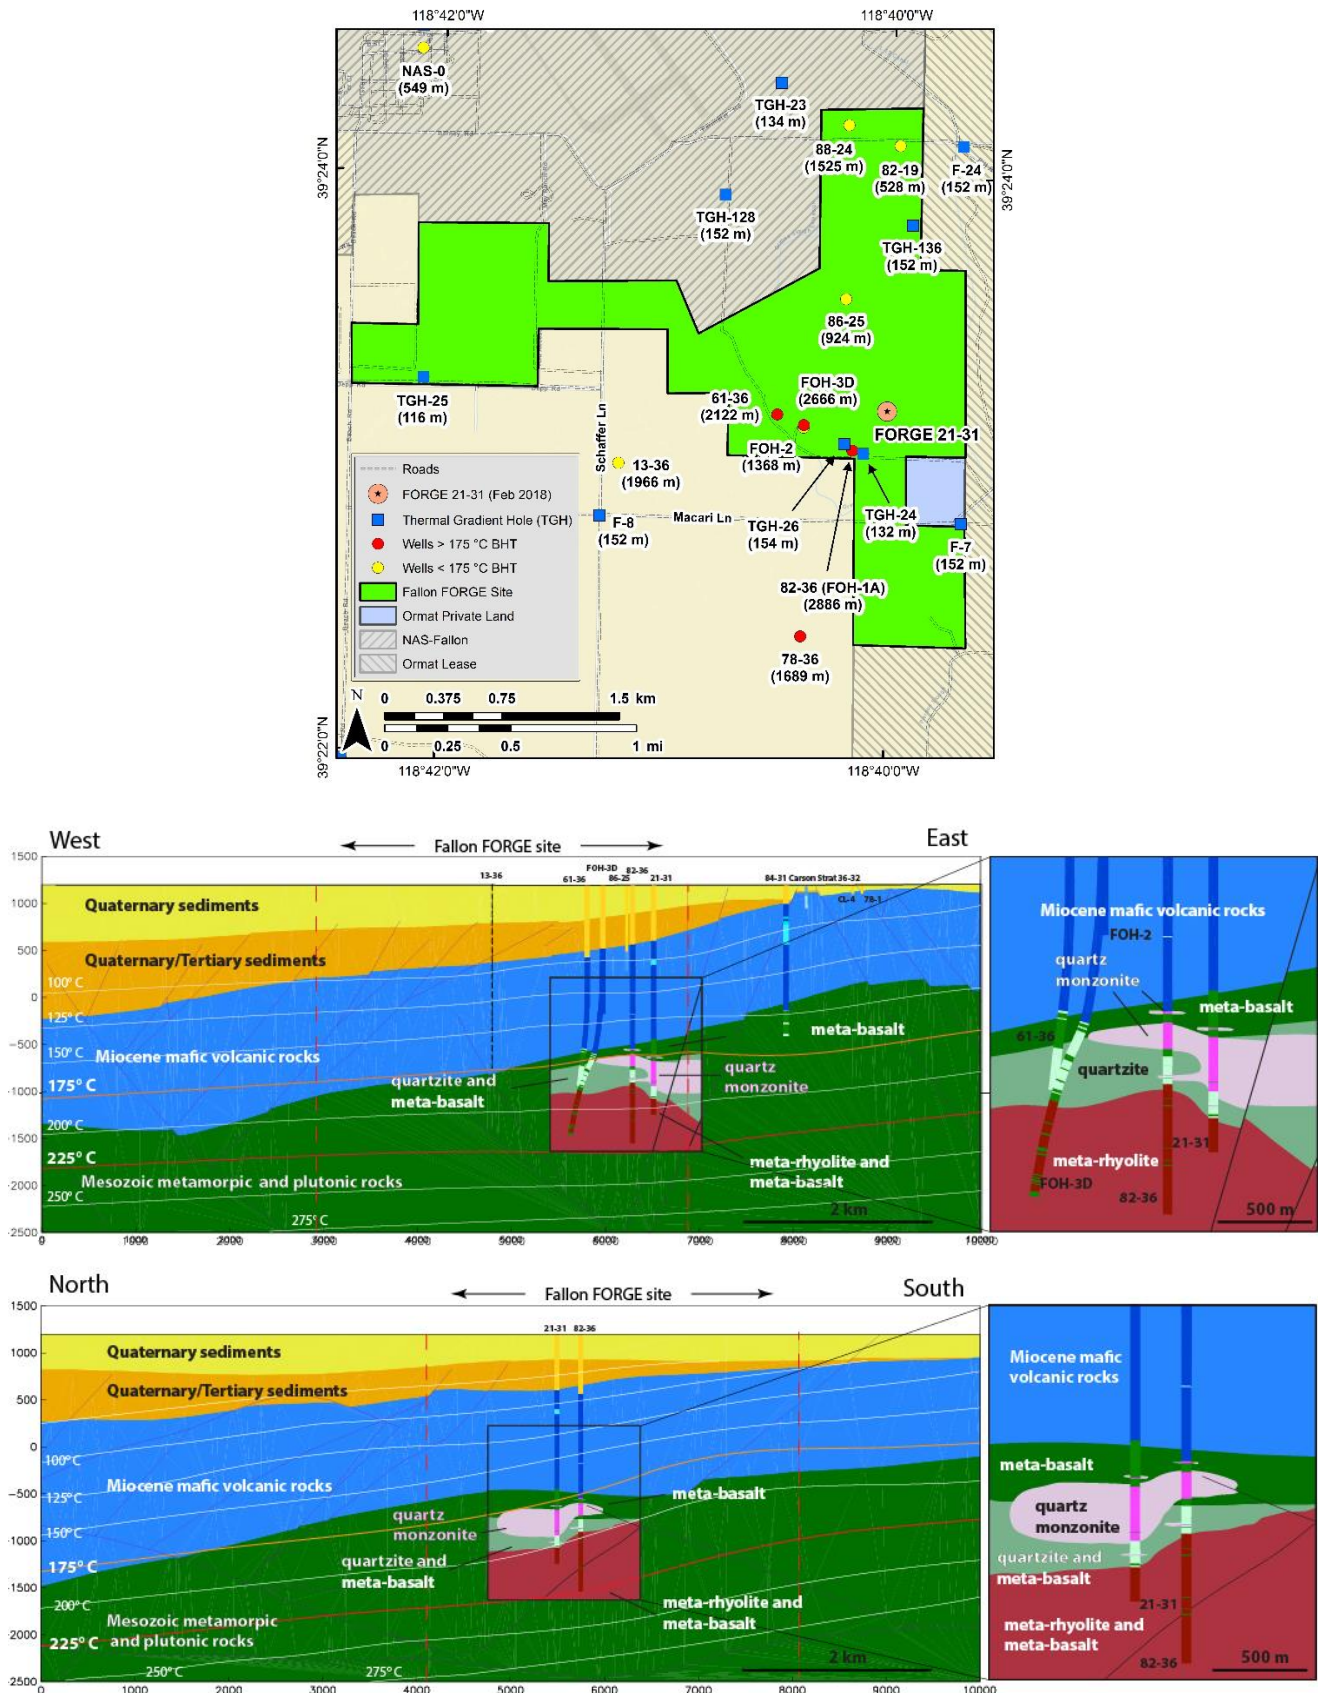 118°42'0"W
118°40'0"W
NAS-0
(549 m)
TGH-23
(134 m)
88-24
(1525 m)
82-19
(528 m)
F-24
(152 m)
39°24'0"N
39°24'0"N
TGH-128
(152 m)
TGH-136
(152 m)
86-25
(924 m)
TGH-25
(116 m)
61-36
(2122 m)
FOH-3D
(2666 m)
FORGE 21-31
FOH-2
(1368 m)
Schaffer Ln
13-36
(1966 m)
Macari Ln
F-8
(152 m)
TGH-26
(154 m)
TGH-24
(132 m)
F-7
(152 m)
82-36 (FOH-1A)
(2886 m)
78-36
(1689 m)
Roads
FORGE 21-31 (Feb 2018)
Thermal Gradient Hole (TGH)
Wells > 175 °C BHT
Wells < 175 °C BHT
Fallon FORGE Site
Ormat Private Land
NAS-Fallon
Ormat Lease
N
0 0.375 0.75 1.5 km
0 0.25 0.5 1 mi
39°22'0"N
118°42'0"W
118°40'0"W
West
Fallon FORGE site
East
1500
1000
500
0
-500
-1000
-1500
-2000
-2500
13-36
61-36
FOH-3D
86-25
82-36
21-31
84-31 Carson Strat 36-32
CL-4 78-1
Quaternary sediments
Quaternary/Tertiary sediments
100° C
125° C
150° C
Miocene mafic volcanic rocks
175° C
200° C
225° C
Mesozoic metamorpic and plutonic rocks
250° C
275° C
meta-basalt
quartzite and
meta-basalt
quartz
monzonite
meta-rhyolite and
meta-basalt
2 km
0 1000 2000 3000 4000 5000 6000 7000 8000 9000 10000
Miocene mafic volcanic rocks
FOH-2
quartz
monzonite
meta-basalt
61-36
quartzite
21-31
meta-rhyolite
FOH-3D
82-36
500 m
North
Fallon FORGE site
South
1500
1000
500
0
-500
-1000
-1500
2000
2500
21-31 82-36
Quaternary sediments
Quaternary/Tertiary sediments
100° C
Miocene mafic volcanic rocks
125° C
150° C
175° C
200° C
225° C
Mesozoic metamorpic
and plutonic rocks
250° C
275° C
meta-basalt
quartz
monzonite
quartzite and
meta-basalt
meta-rhyolite and
meta-basalt
2 km
0 1000 2000 3000 4000 5000 6000 7000 8000 9000 10000
Miocene mafic
volcanic rocks
meta-basalt
quartz
monzonite
quartzite and
meta-basalt
21-31
meta-rhyolite and
meta-basalt
82-36
500 m